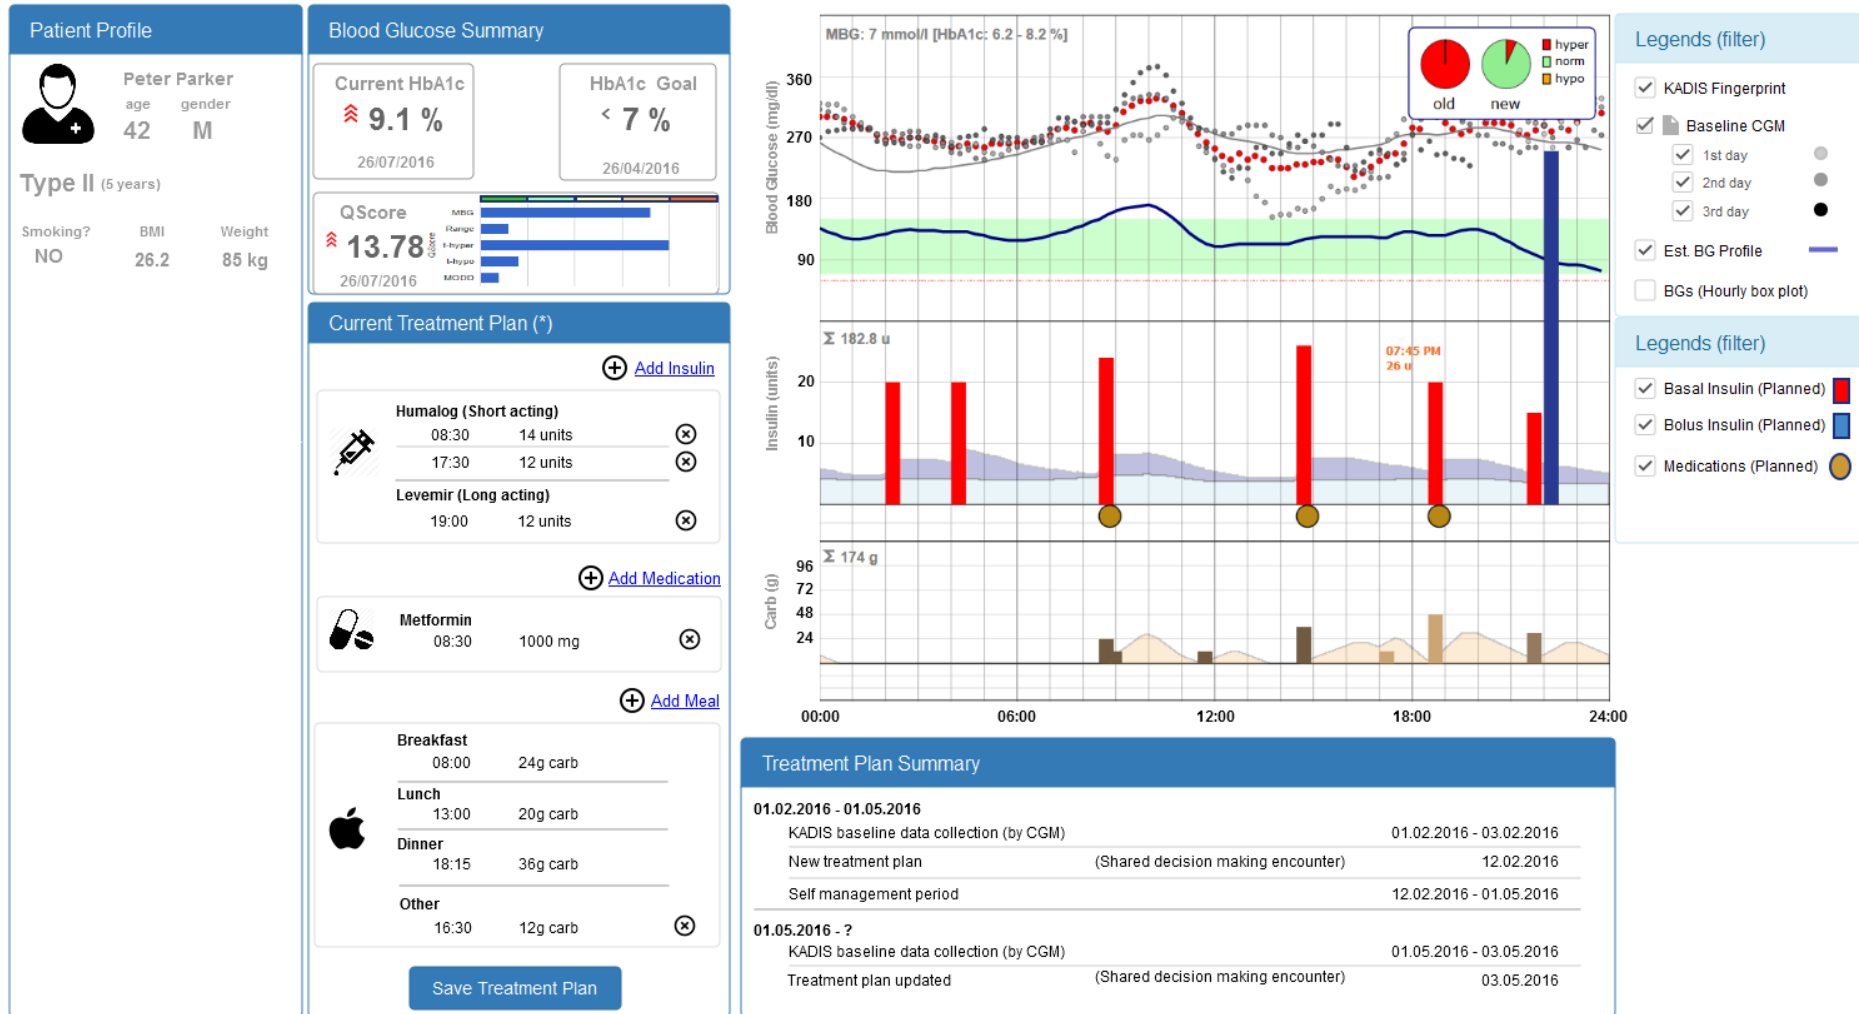 Patient Profile
Peter Parker
age gender
42 M
Type II (5 years)
Smoking? BMI Weight
NO 26.2 85 kg
Blood Glucose Summary
Current HbA1c
9.1 %
26/07/2016
HbA1c Goal
< 7 %
26/04/2016
QScore
13.78
26/07/2016
QScore
MBG
Range
t-hyper
t-hypo
MODD
Current Treatment Plan (*)
Add Insulin
Humalog (Short acting)
08:30 14 units
17:30 12 units
Levemir (Long acting)
19:00 12 units
Add Medication
Metformin
08:30 1000 mg
Add Meal
Breakfast
08:00 24g carb
Lunch
13:00 20g carb
Dinner
18:15 36g carb
Other
16:30 12g carb
Save Treatment Plan
MBG: 7 mmol/l [HbA1c: 6.2 - 8.2 %]
hyper
norm
hypo
old new
Blood Glucose (mg/dl)
360
270
180
90
Σ 182.8 u
07:45 PM
26 u
Insulin (units)
20
10
Σ 174 g
Carb (g)
96
72
48
24
00:00 06:00 12:00 18:00 24:00
Treatment Plan Summary
01.02.2016 - 01.05.2016
KADIS baseline data collection (by CGM) 01.02.2016 - 03.02.2016
New treatment plan (Shared decision making encounter) 12.02.2016
Self management period 12.02.2016 - 01.05.2016
01.05.2016 - ?
KADIS baseline data collection (by CGM) 01.05.2016 - 03.05.2016
Treatment plan updated (Shared decision making encounter) 03.05.2016
Legends (filter)
KADIS Fingerprint
Baseline CGM
1st day
2nd day
3rd day
Est. BG Profile
BGs (Hourly box plot)
Legends (filter)
Basal Insulin (Planned)
Bolus Insulin (Planned)
Medications (Planned)